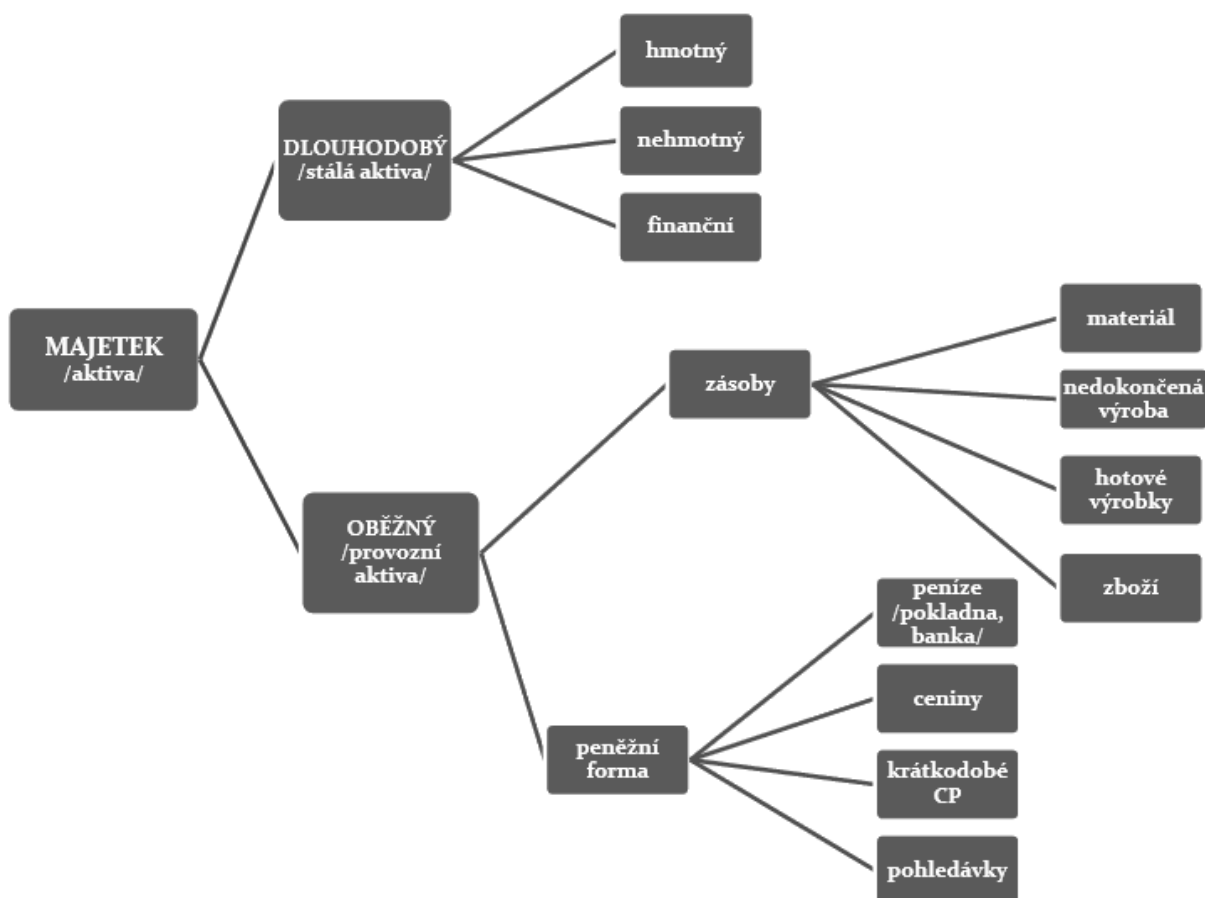 hmotný
DLOUHODOBÝ
/stálá aktiva/
nehmotný
finanční
MAJETEK
/aktiva/
materiál
zásoby
nedokončená
výroba
hotové
výrobky
OBĚŽNÝ
/provozní
aktiva/
zboží
peníze
/pokladna,
banka/
ceniny
peněžní
forma
krátkodobé
CP
pohledávky